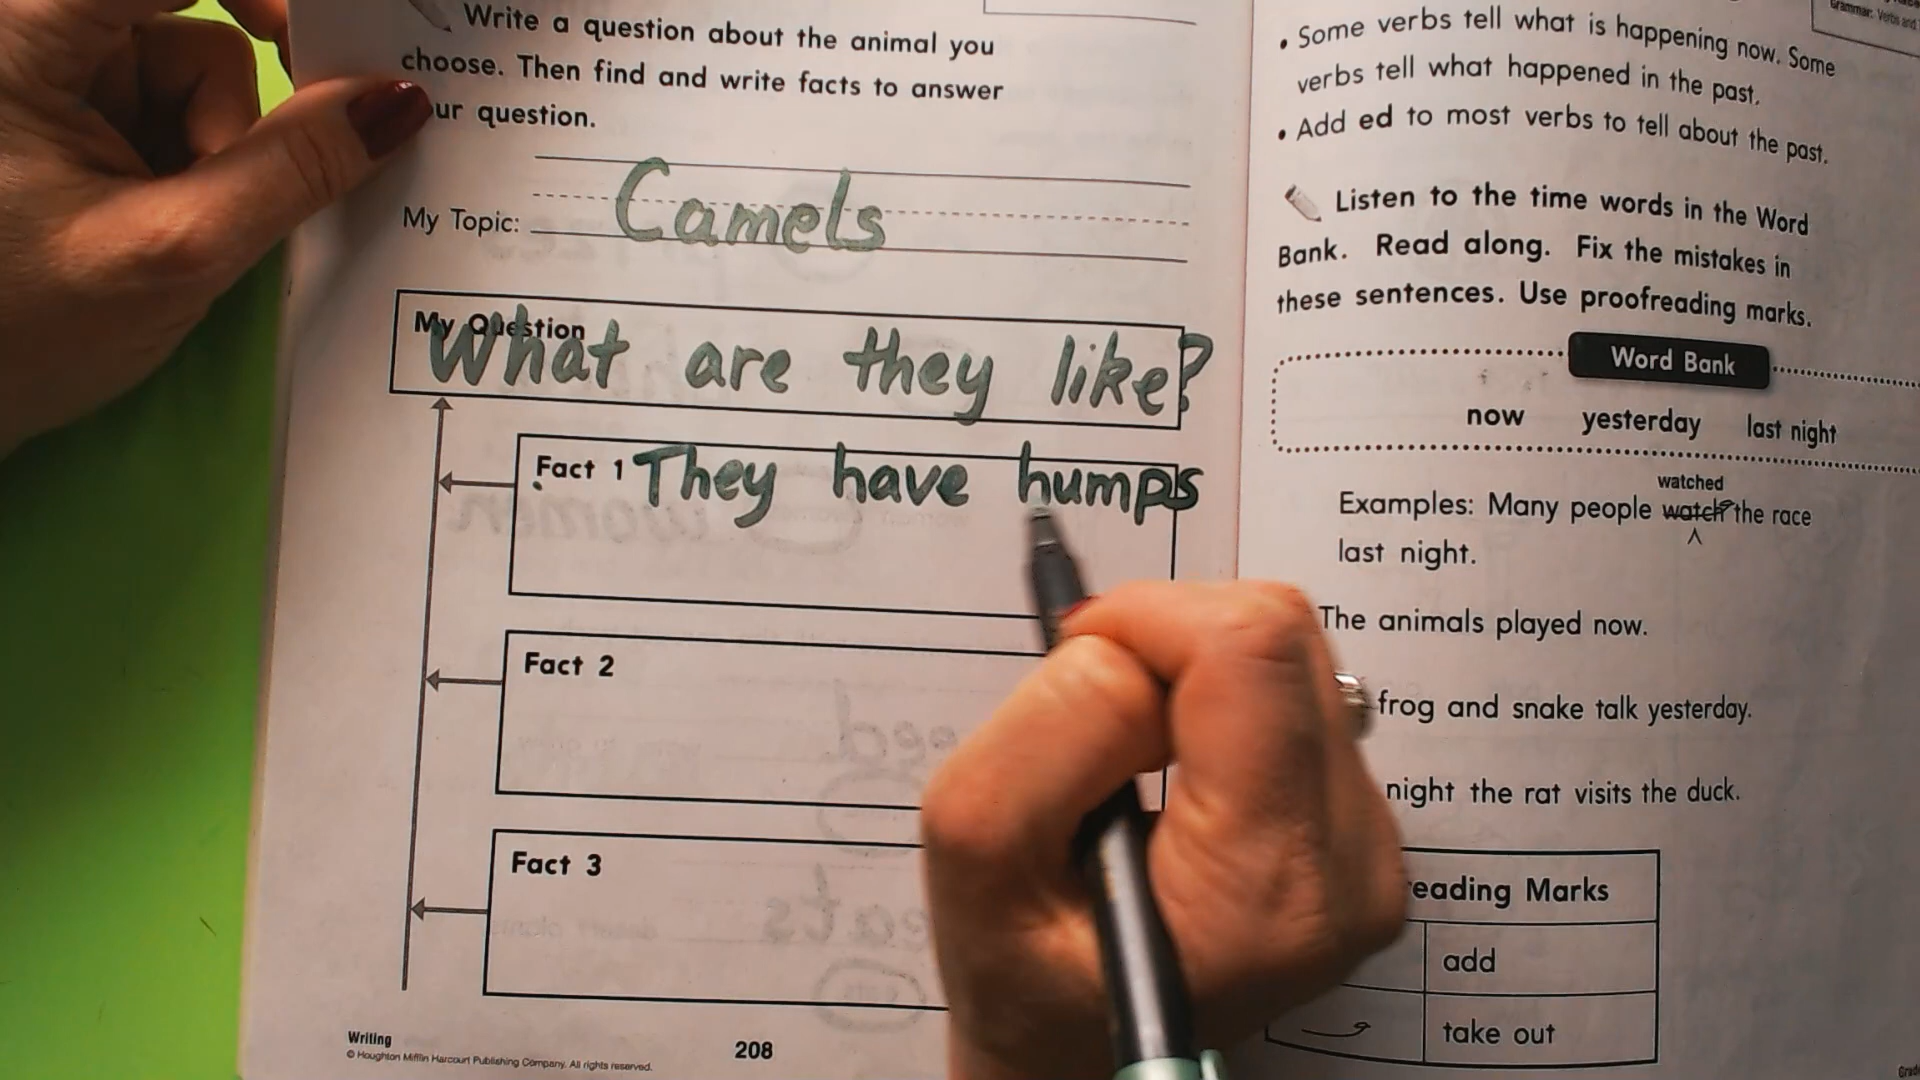 Write a question about the animal you
choose. Then find and write facts to answer
ur question.
My Topic: Camels
My Question
What are they like?
Fact 1 They have humps
Fact 2
Fact 3
Writing
© Houghton Mifflin Harcourt Publishing Company. All rights reserved.
208
Grammar: Verbs and
• Some verbs tell what is happening now. Some
verbs tell what happened in the past.
• Add ed to most verbs to tell about the past.
Listen to the time words in the Word
Bank. Read along. Fix the mistakes in
these sentences. Use proofreading marks.
Word Bank
now yesterday last night
watched
Examples: Many people watch the race
last night.
The animals played now.
frog and snake talk yesterday.
night the rat visits the duck.
eading Marks
add
take out